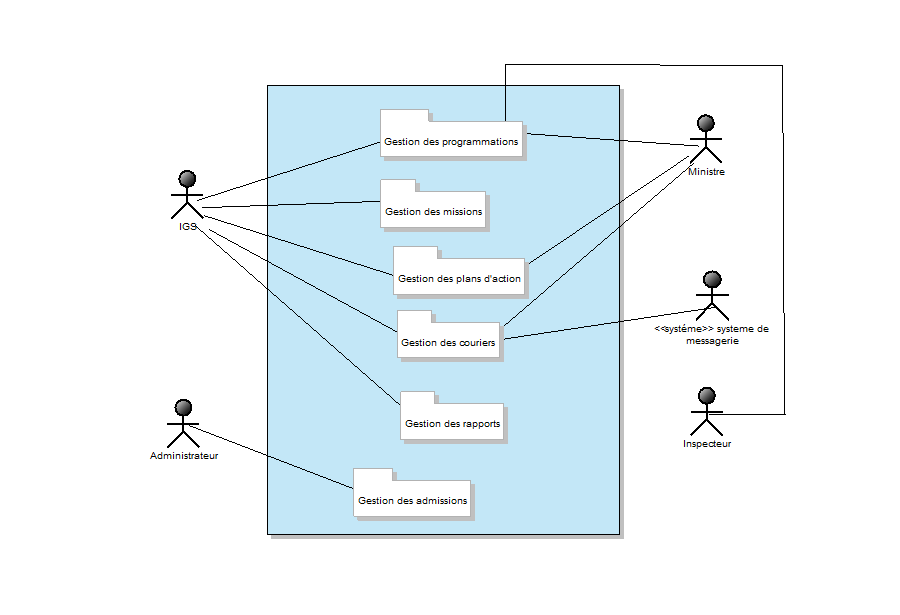 Gestion des programmations
Ministre
Gestion des missions
IGS
Gestion des plans d'action
<<systéme>> systeme de
messagerie
Gestion des couriers
Gestion des rapports
Inspecteur
Administrateur
Gestion des admissions